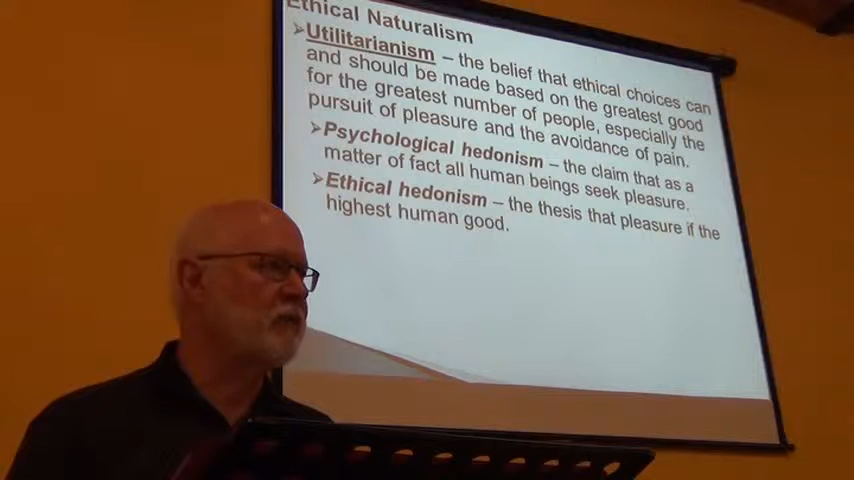 Ethical Naturalism
➢Utilitarianism – the belief that ethical choices can
and should be made based on the greatest good
for the greatest number of people, especially the
pursuit of pleasure and the avoidance of pain.
➢Psychological hedonism – the claim that as a
matter of fact all human beings seek pleasure.
➢Ethical hedonism – the thesis that pleasure if the
highest human good.